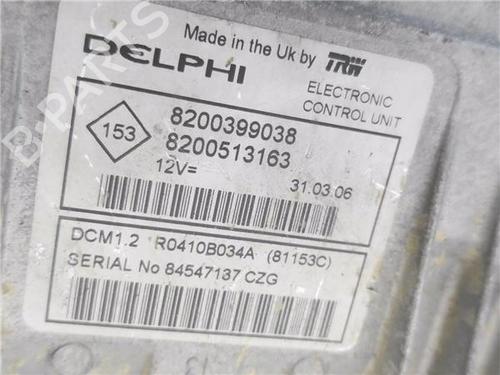 Made in the Uk by TRW
DELPHI
ELECTRONIC
CONTROL UNIT
153
8200399038
8200513163
12V=
31.03.06
DCM1.2 R0410B034A (81153C)
SERIAL No 84547137 CZG
B-PARTS